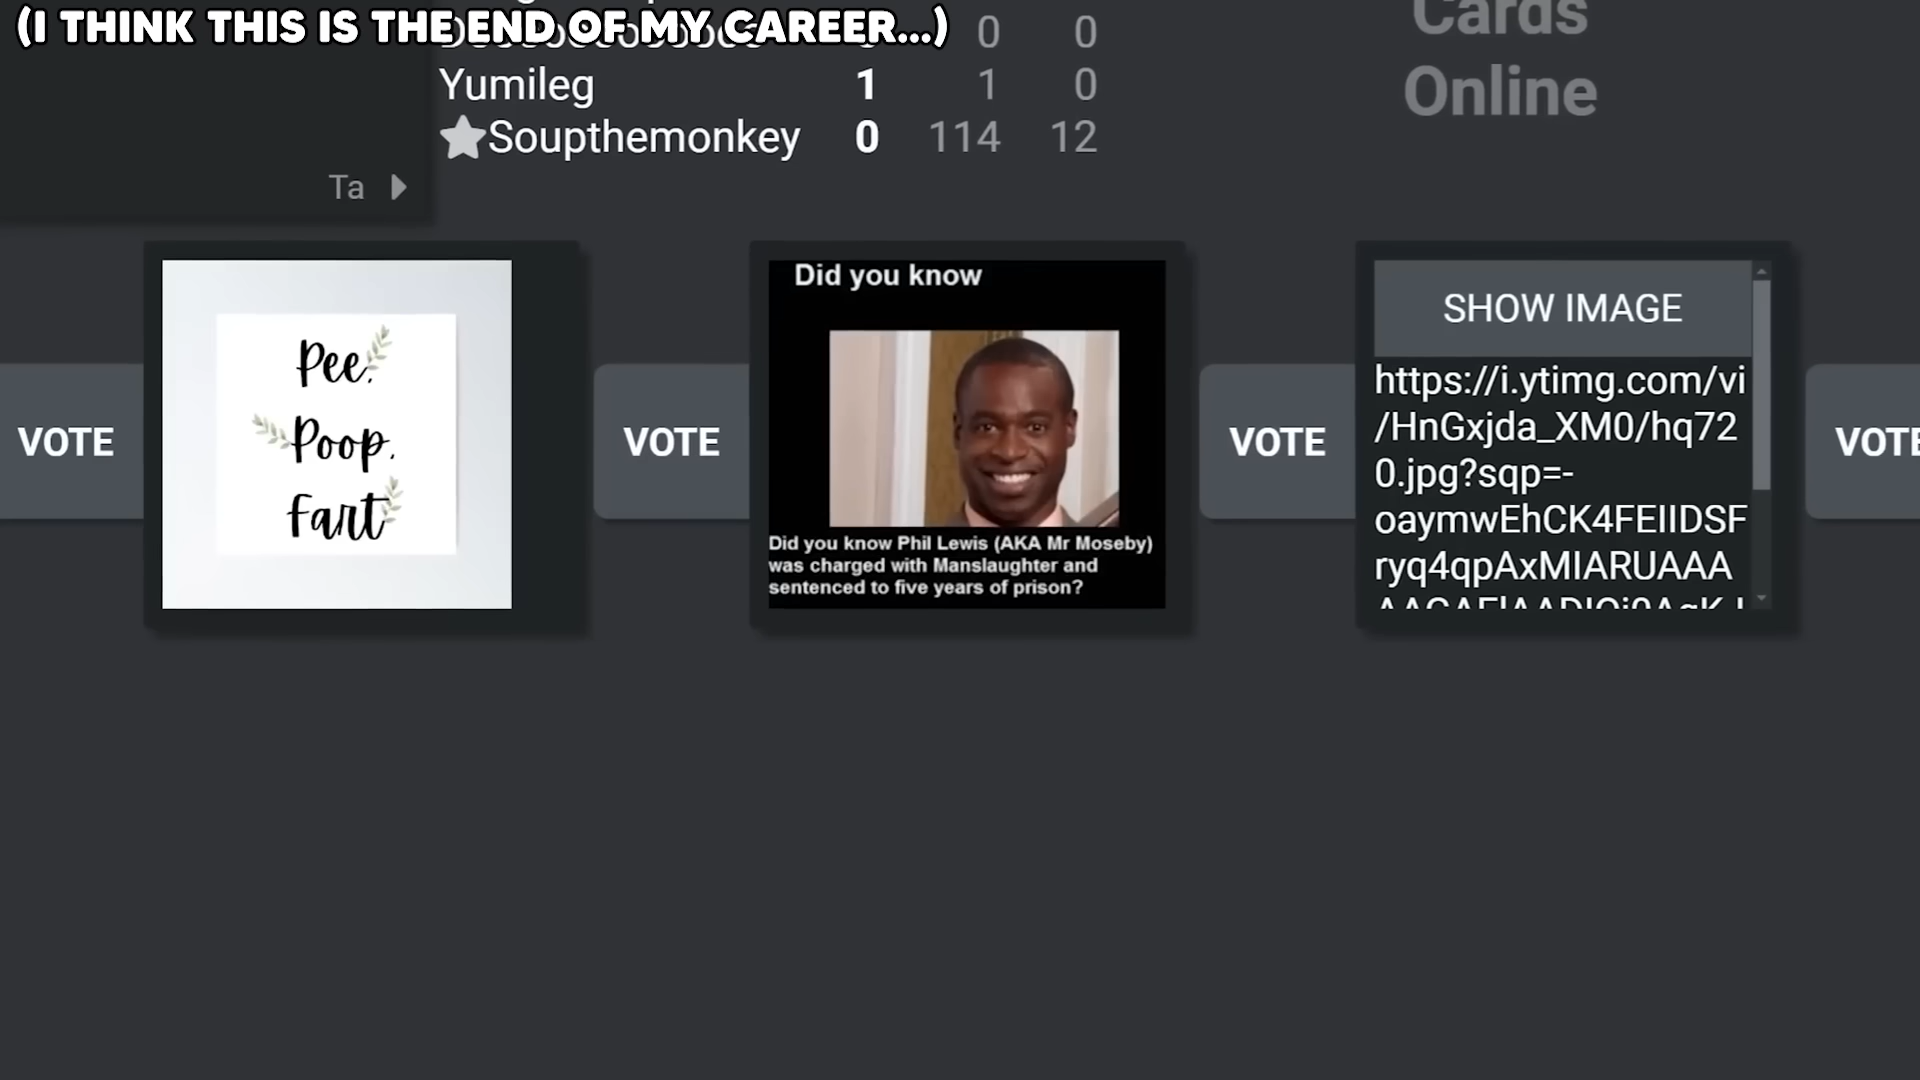 (I THINK THIS IS THE END OF MY CAREER...)
0 0
Yumileg 1 1 0
Soupthemonkey 0 114 12
Cards
Online
Ta
VOTE
Pee.
Poop.
Fart
VOTE
Did you know
Did you know Phil Lewis (AKA Mr Moseby)
was charged with Manslaughter and
sentenced to five years of prison?
VOTE
SHOW IMAGE
https://i.ytimg.com/vi
/HnGxjda_XM0/hq72
0.jpg?sqp=-
oaymwEhCK4FEIIDSF
ryq4qpAxMIARUAAA
VOTE